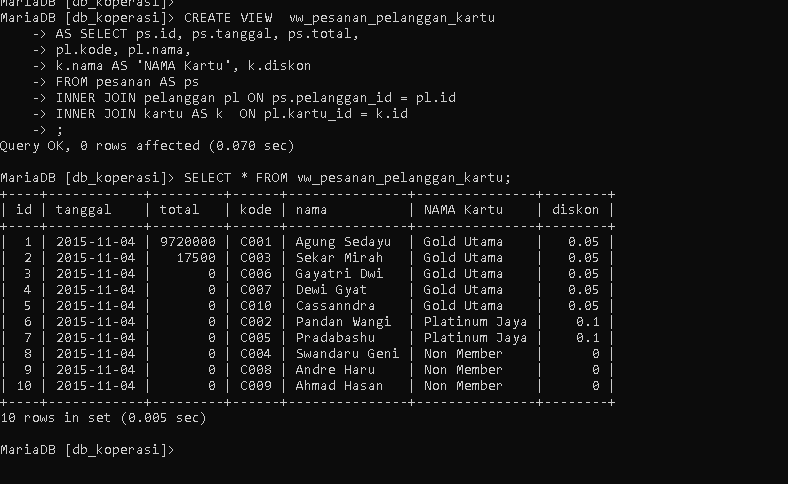 MariaDB [db_koperasi]>
MariaDB [db_koperasi]> CREATE VIEW  vw_pesanan_pelanggan_kartu
    -> AS SELECT ps.id, ps.tanggal, ps.total,
    -> pl.kode, pl.nama,
    -> k.nama AS 'NAMA Kartu', k.diskon
    -> FROM pesanan AS ps
    -> INNER JOIN pelanggan pl ON ps.pelanggan_id = pl.id
    -> INNER JOIN kartu AS k  ON pl.kartu_id = k.id
    -> ;
Query OK, 0 rows affected (0.070 sec)
MariaDB [db_koperasi]> SELECT * FROM vw_pesanan_pelanggan_kartu;
+----+------------+---------+------+---------------+---------------+--------+
| id | tanggal    | total   | kode | nama          | NAMA Kartu    | diskon |
+----+------------+---------+------+---------------+---------------+--------+
|  1 | 2015-11-04 | 9720000 | C001 | Agung Sedayu  | Gold Utama    |   0.05 |
|  2 | 2015-11-04 |   17500 | C003 | Sekar Mirah   | Gold Utama    |   0.05 |
|  3 | 2015-11-04 |       0 | C006 | Gayatri Dwi   | Gold Utama    |   0.05 |
|  4 | 2015-11-04 |       0 | C007 | Dewi Gyat     | Gold Utama    |   0.05 |
|  5 | 2015-11-04 |       0 | C010 | Cassanndra    | Gold Utama    |   0.05 |
|  6 | 2015-11-04 |       0 | C002 | Pandan Wangi  | Platinum Jaya |    0.1 |
|  7 | 2015-11-04 |       0 | C005 | Pradabashu    | Platinum Jaya |    0.1 |
|  8 | 2015-11-04 |       0 | C004 | Swandaru Geni | Non Member    |      0 |
|  9 | 2015-11-04 |       0 | C008 | Andre Haru    | Non Member    |      0 |
| 10 | 2015-11-04 |       0 | C009 | Ahmad Hasan   | Non Member    |      0 |
+----+------------+---------+------+---------------+---------------+--------+
10 rows in set (0.005 sec)
MariaDB [db_koperasi]>